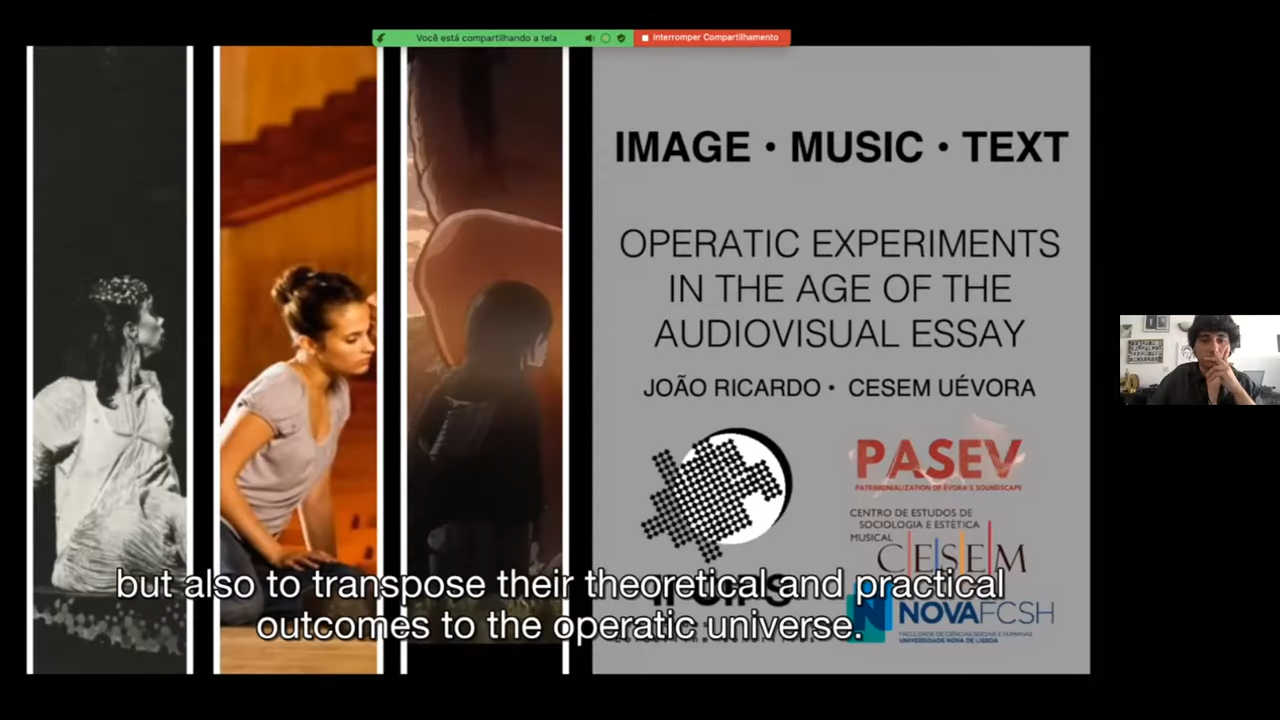 Você está compartilhando a tela
Interromper Compartilhamento
IMAGE • MUSIC • TEXT
OPERATIC EXPERIMENTS
IN THE AGE OF THE
AUDIOVISUAL ESSAY
JOÃO RICARDO • CESEM UÉVORA
PASEV
PATRIMONIALIZATION OF ÉVORA'S SOUNDSCAPE
CENTRO DE ESTUDOS DE
SOCIOLOGIA E ESTÉTICA
MUSICAL
CESEM
but also to transpose their theoretical and practical
outcomes to the operatic universe.
NOVAFCSH
FACULDADE DE CIÊNCIAS SOCIAIS E HUMANAS
UNIVERSIDADE NOVA DE LISBOA